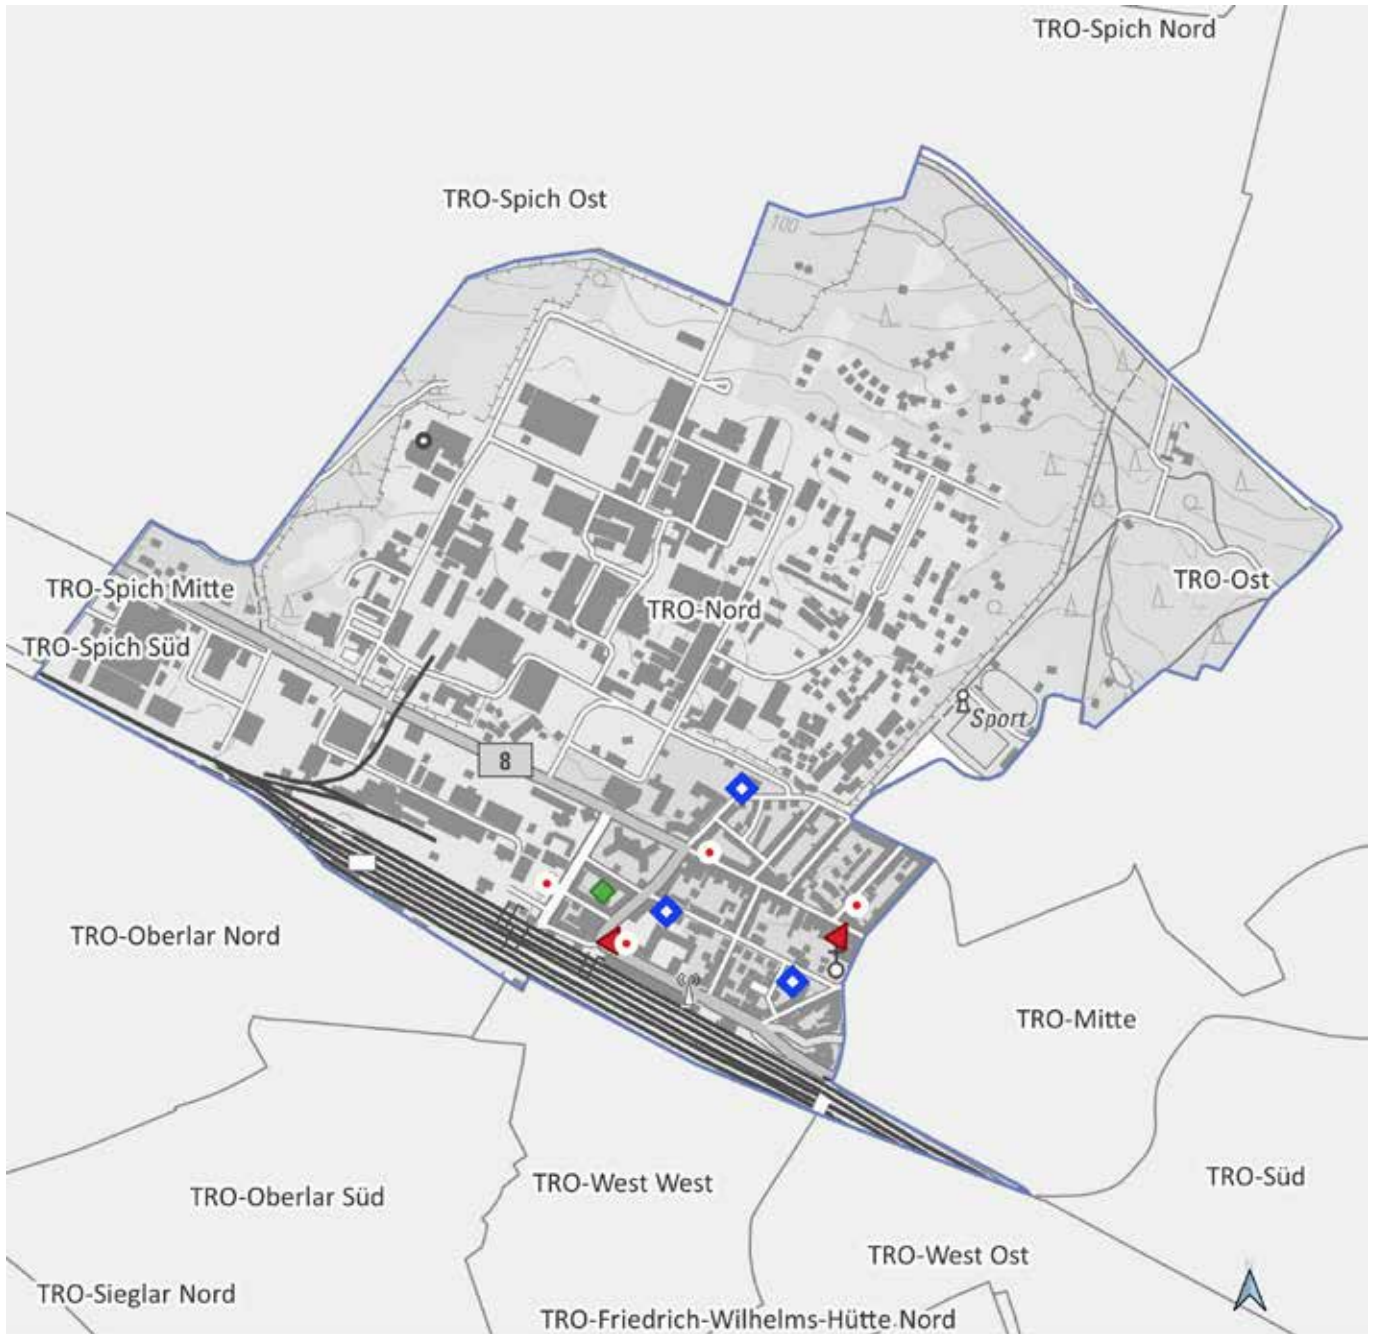 TRO-Spich Nord
TRO-Spich Ost
100
TRO-Spich Mitte
TRO-Ost
TRO-Nord
TRO-Spich Süd
Sport
8
TRO-Oberlar Nord
TRO-Mitte
TRO-Süd
TRO-West West
TRO-Oberlar Süd
TRO-West Ost
TRO-Sieglar Nord
TRO-Friedrich-Wilhelms-Hütte Nord